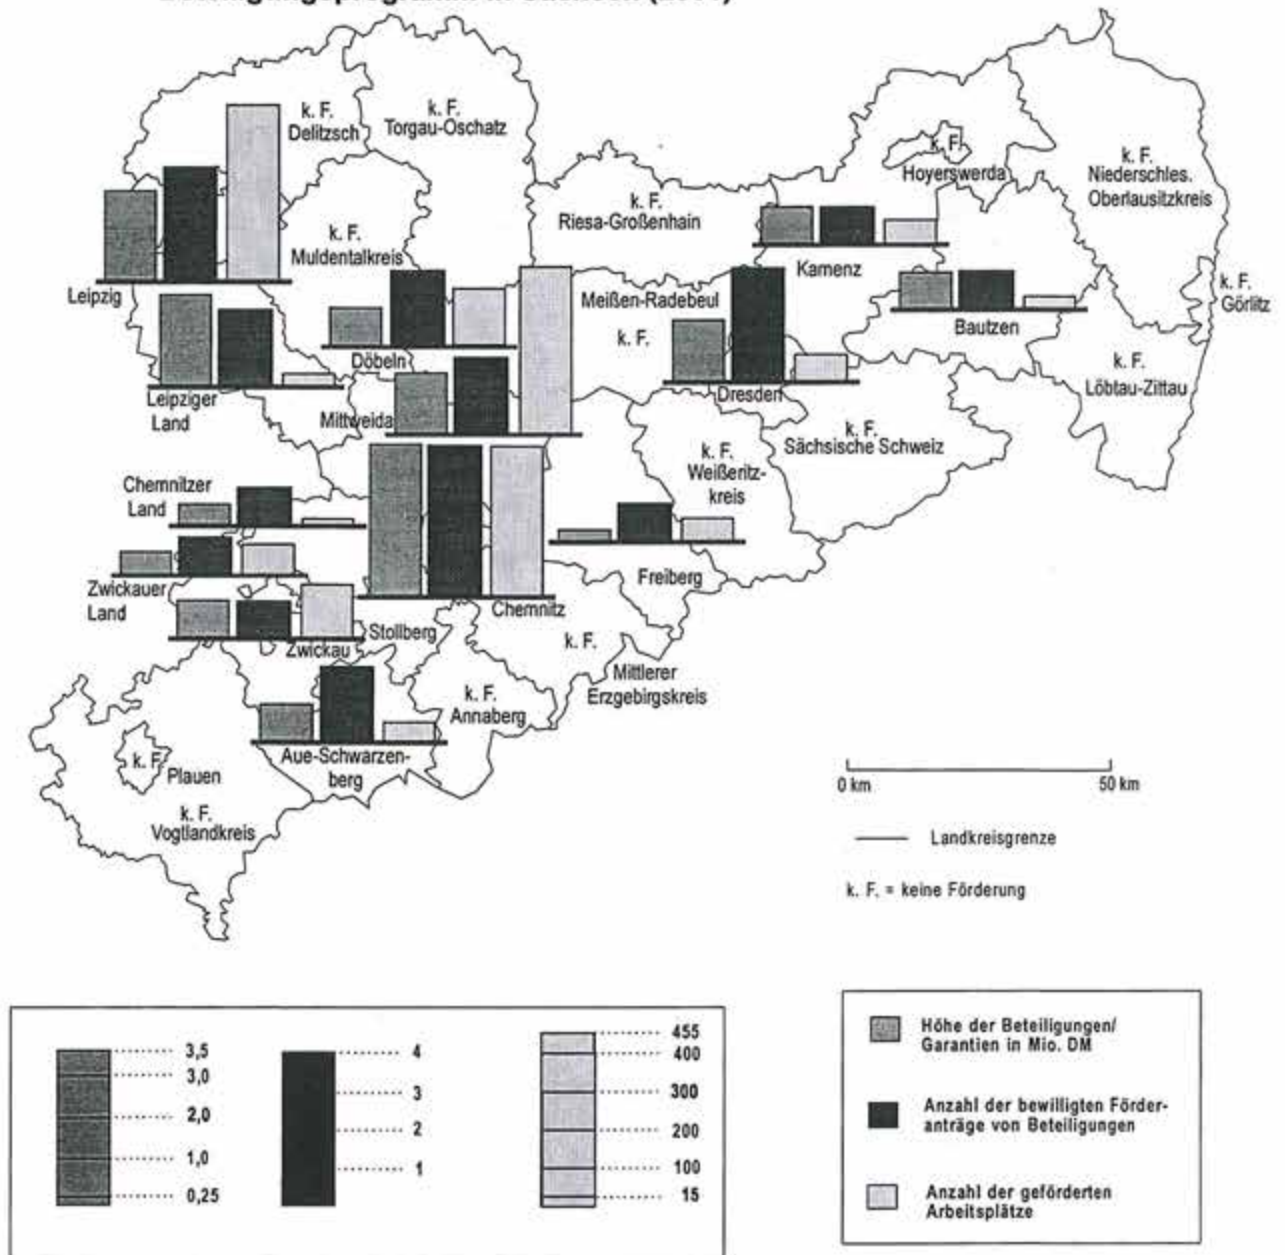 k. F.
Delitzsch
k. F.
Torgau-Oschatz
k. F.
Hoyerswerda
k. F.
Niederschles.
Oberlausitzkreis
k. F.
Riesa-Großenhain
k. F.
Muldentalkreis
Kamenz
Leipzig
Meißen-Radebeul
k. F.
k. F.
Görlitz
Bautzen
Döbeln
k. F.
Löbtau-Zittau
Leipziger
Land
Dresden
Mittweida
k. F.
Sächsische Schweiz
k. F.
Weißeritz-
kreis
Chemnitzer
Land
Freiberg
Zwickauer
Land
Chemnitz
Stollberg
Zwickau
k. F.
Mittlerer
Erzgebirgskreis
k. F.
Annaberg
Aue-Schwarzen-
berg
k. F.
Plauen
k. F.
Vogtlandkreis
0 km 50 km
Landkreisgrenze
k. F. = keine Förderung
3,5
3,0
2,0
1,0
0,25
4
3
2
1
455
400
300
200
100
15
Höhe der Beteiligungen/
Garantien in Mio. DM
Anzahl der bewilligten Förder-
anträge von Beteiligungen
Anzahl der geförderten
Arbeitsplätze